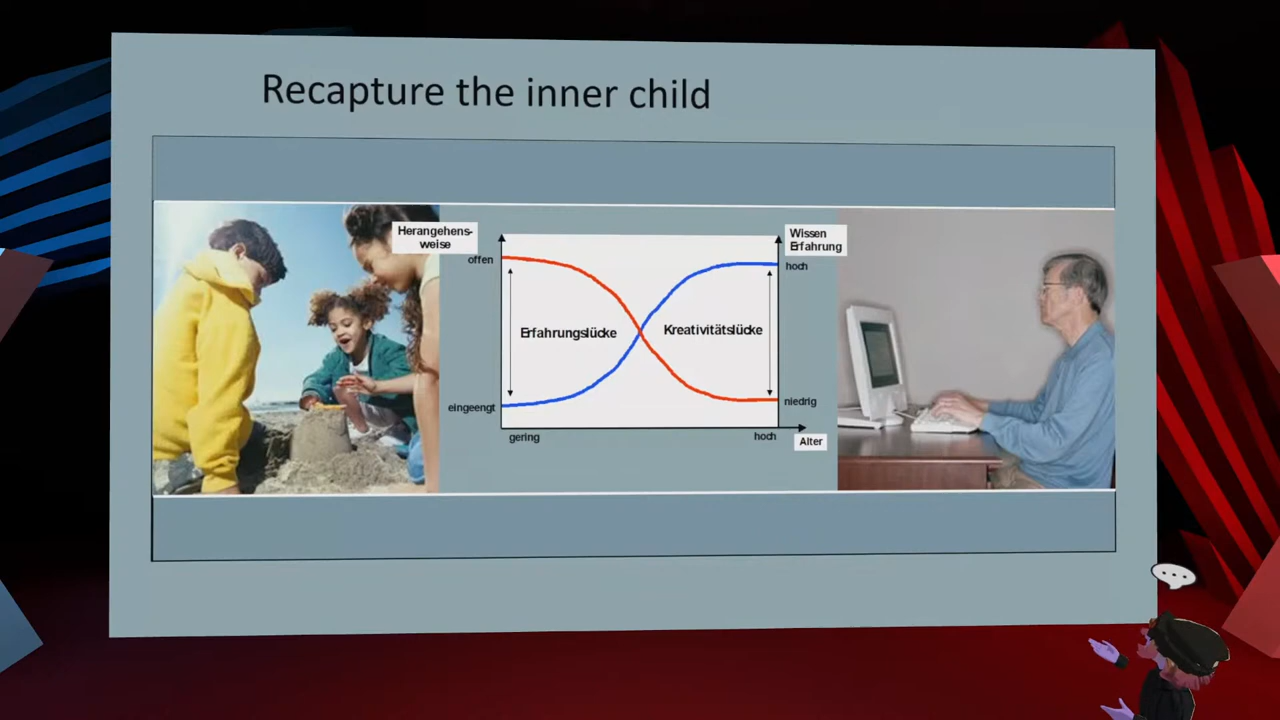 Recapture the inner child
Herangehens-
weise
offen
Wissen
Erfahrung
hoch
Erfahrungslücke
Kreativitätslücke
eingeengt
niedrig
gering
hoch
Alter